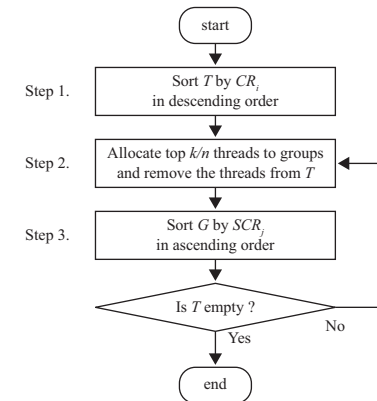 start
Step 1.
Sort T by CRi
in descending order
Step 2.
Allocate top k/n threads to groups
and remove the threads from T
Step 3.
Sort G by SCRj
in ascending order
Is T empty ?
No
Yes
end